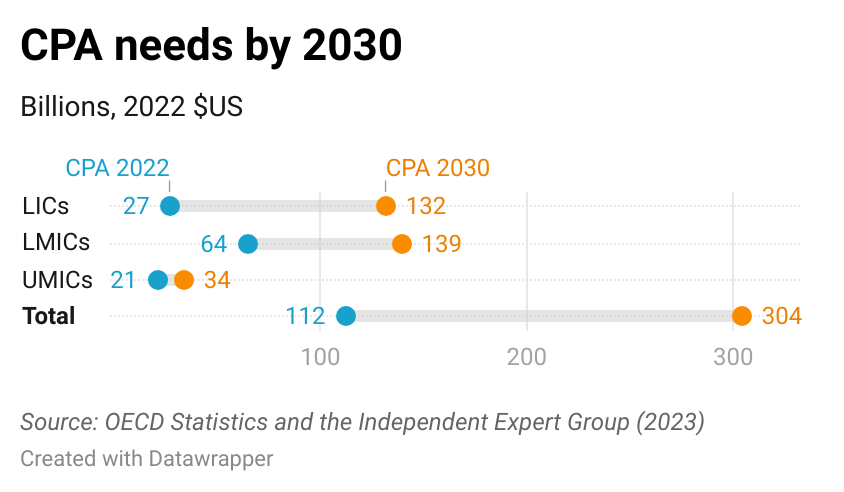 CPA needs by 2030
Billions, 2022 $US
CPA 2022 CPA 2030
LICs 27 132
LMICs 64 139
UMICs 21 34
Total 112 304
100 200 300
Source: OECD Statistics and the Independent Expert Group (2023)
Created with Datawrapper